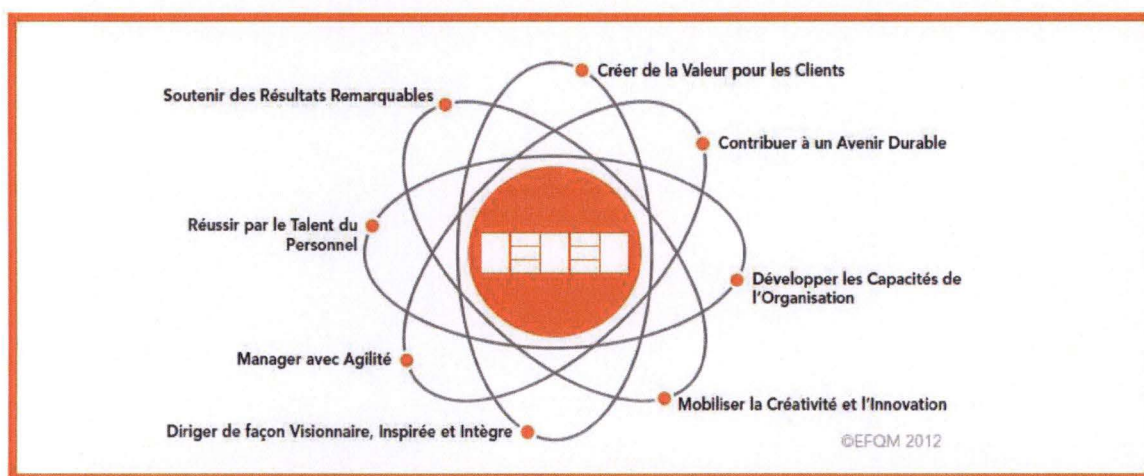 Créer de la Valeur pour les Clients
Soutenir des Résultats Remarquables
Contribuer à un Avenir Durable
Réussir par le Talent du
Personnel
Développer les Capacités de
l'Organisation
Manager avec Agilité
Mobiliser la Créativité et l'Innovation
Diriger de façon Visionnaire, Inspirée et Intègre
©EFQM 2012